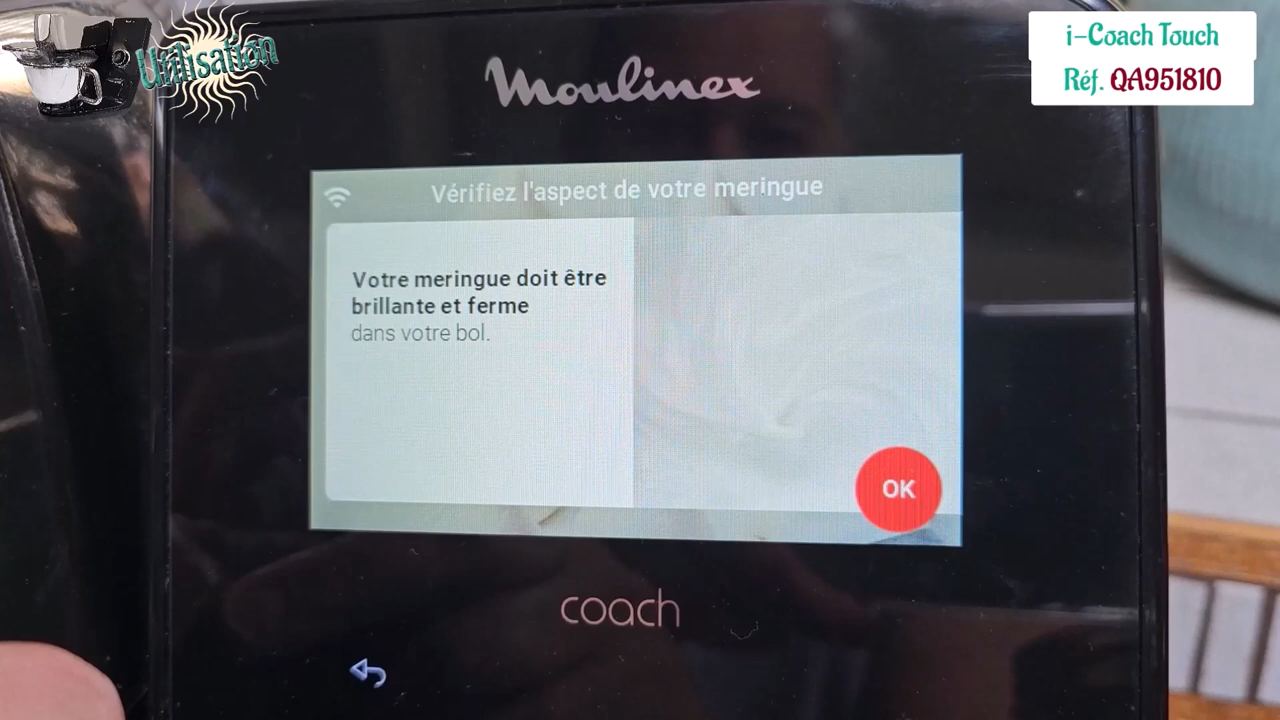 Utilisation
Moulinex
i-Coach Touch
Réf. QA951810
Vérifiez l'aspect de votre meringue
Votre meringue doit être
brillante et ferme
dans votre bol.
OK
coach